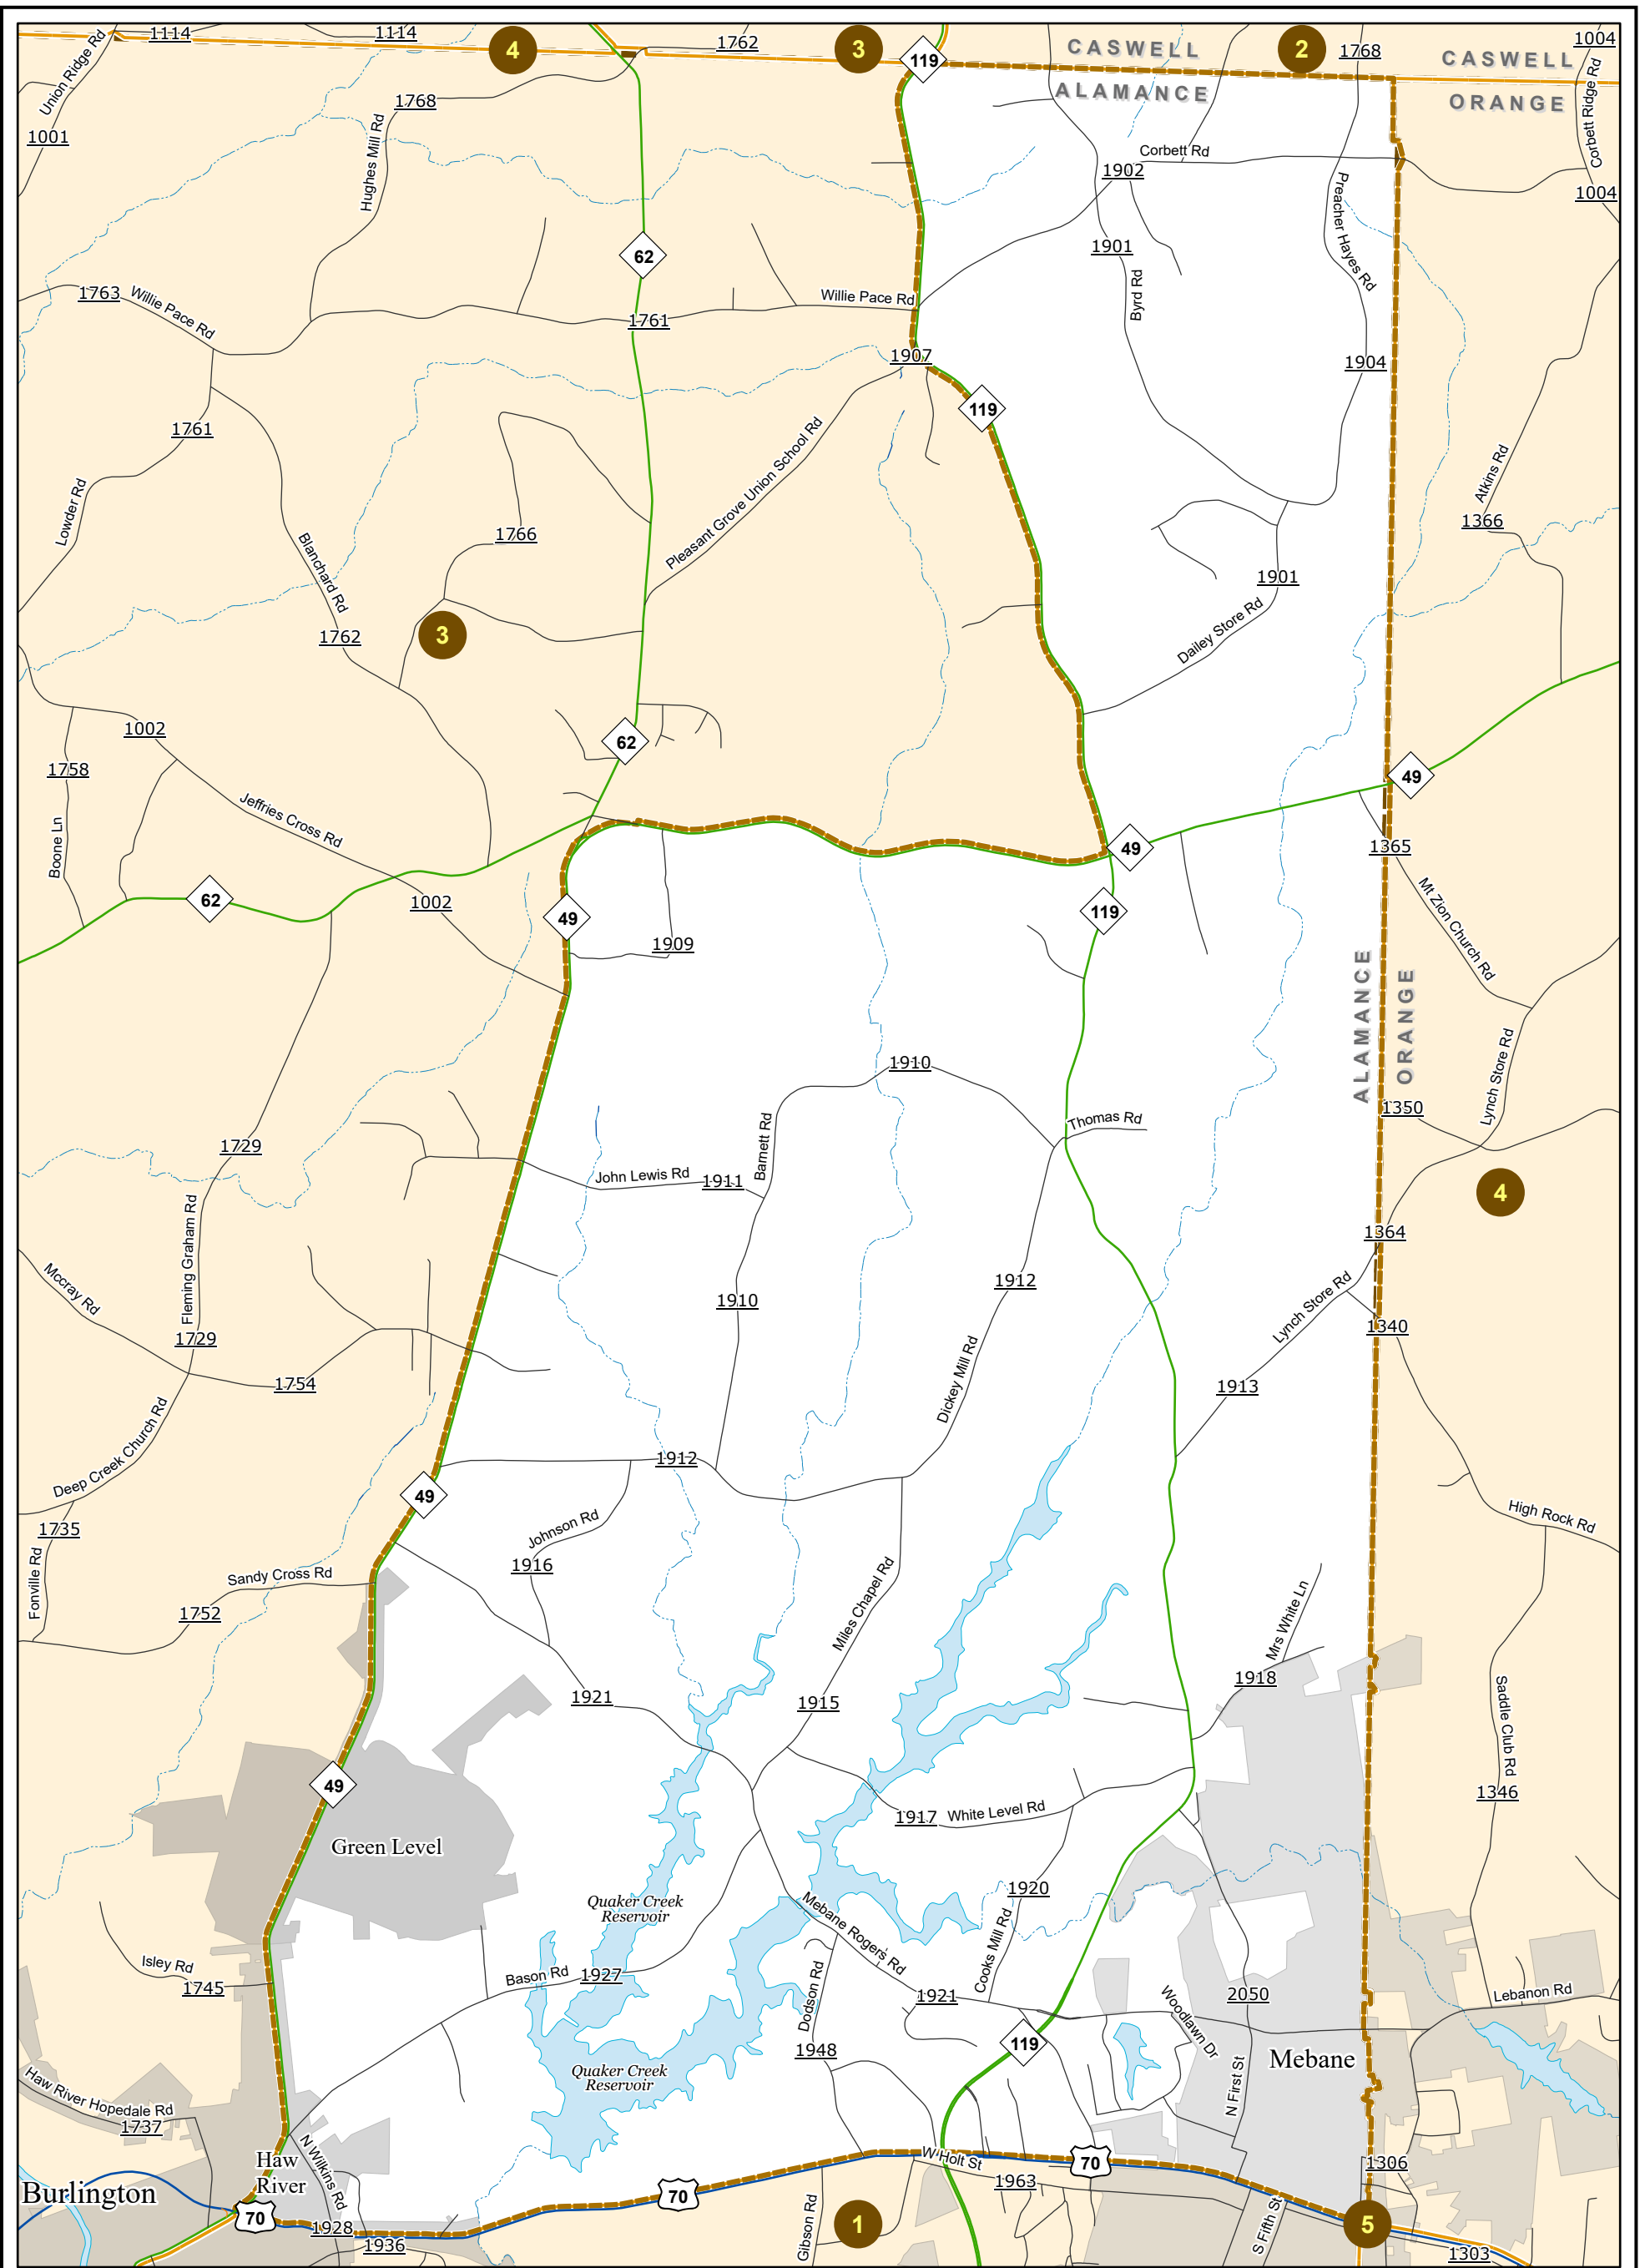 1114
1114
4
1762
3
119
CASWELL
2
1768
CASWELL
1004
Union Ridge Rd
1768
ALAMANCE
ORANGE
Corbett Ridge Rd
1001
Hughes Mill Rd
Corbett Rd
1902
Preacher Hayes Rd
1004
62
1901
Byrd Rd
1763
Willie Pace Rd
Willie Pace Rd
1761
1907
1904
119
1761
Pleasant Grove Union School Rd
Atkins Rd
Lowder Rd
1766
1366
Blanchard Rd
1901
1762
3
Dailey Store Rd
1002
62
1758
49
Jeffries Cross Rd
Boone Ln
49
1365
62
1002
49
119
Mt Zion Church Rd
1909
ALAMANCE
ORANGE
1910
Lynch Store Rd
1350
1729
Barnett Rd
Thomas Rd
John Lewis Rd
1911
4
Fleming Graham Rd
1364
Mccray Rd
1910
1912
Lynch Store Rd
1729
1340
1754
Dickey Mill Rd
1913
Deep Creek Church Rd
1912
49
High Rock Rd
1735
Johnson Rd
1916
Fonville Rd
Sandy Cross Rd
Miles Chapel Rd
Mrs White Ln
1752
1918
1921
1915
Saddle Club Rd
49
1346
1917
White Level Rd
Green Level
Quaker Creek
Reservoir
1920
Mebane Rogers Rd
Cooks Mill Rd
Isley Rd
1745
Bason Rd
1927
Dodson Rd
1921
Woodlawn Dr
2050
Lebanon Rd
119
1948
Mebane
Quaker Creek
Reservoir
N First St
Haw River Hopedale Rd
1737
N Wilkins Rd
Haw
River
W Holt St
70
1306
Burlington
70
1963
70
1928
1936
Gibson Rd
1
S Fifth St
5
1303